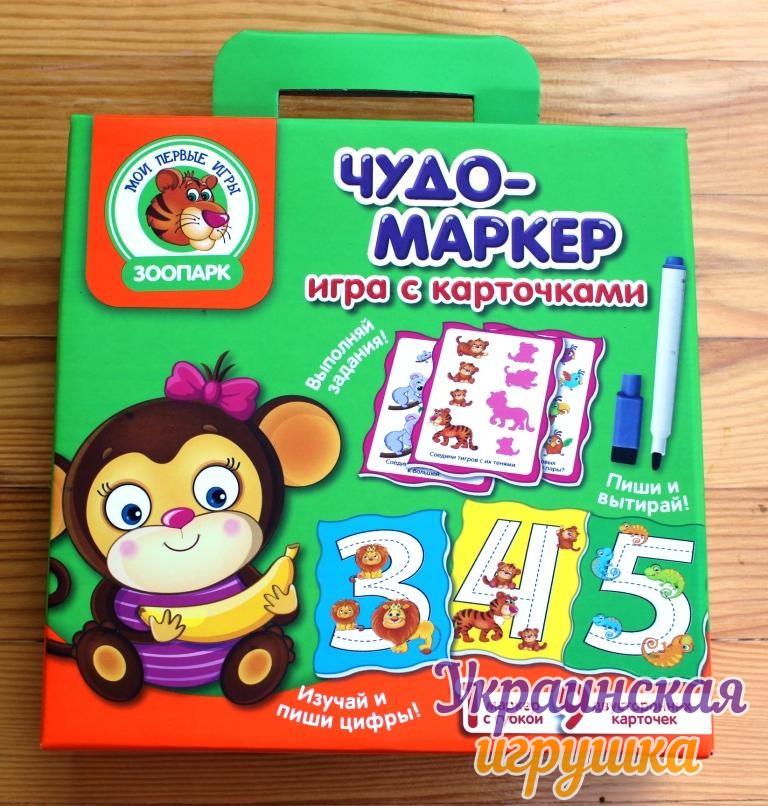 МОИ ПЕРВЫЕ ИГРЫ
ЗООПАРК
ЧУДО-
МАРКЕР
игра с карточками
Выполняй
задания!
Соедини тигров с их тенями
Пиши и
вытирай!
3 4 5
Изучай и
пиши цифры!
карточек
Украинская
игрушка